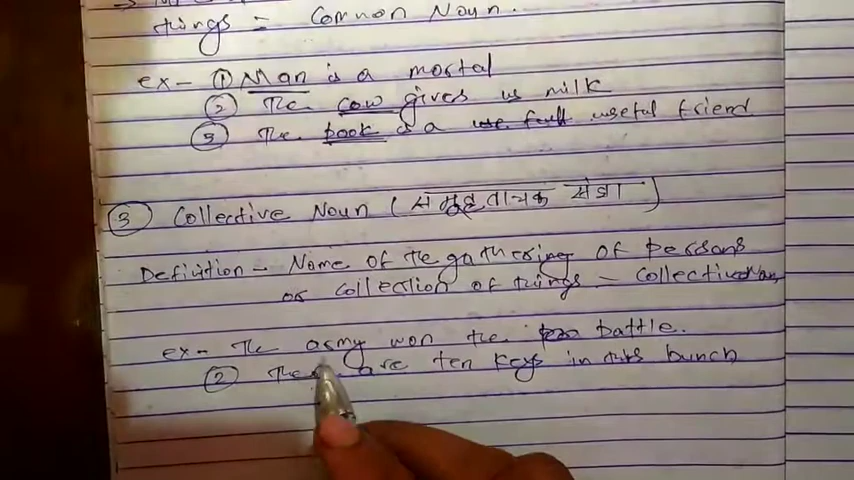 things = Common Noun.
ex- ① Man is a mortal
② The cow gives us milk
③ The book is a useful friend
③ Collective Noun (समूहवाचक संज्ञा)
Definition - Name of the gathering of persons
or collection of things - Collective Noun
ex- The army won the battle.
② There are ten keys in this bunch